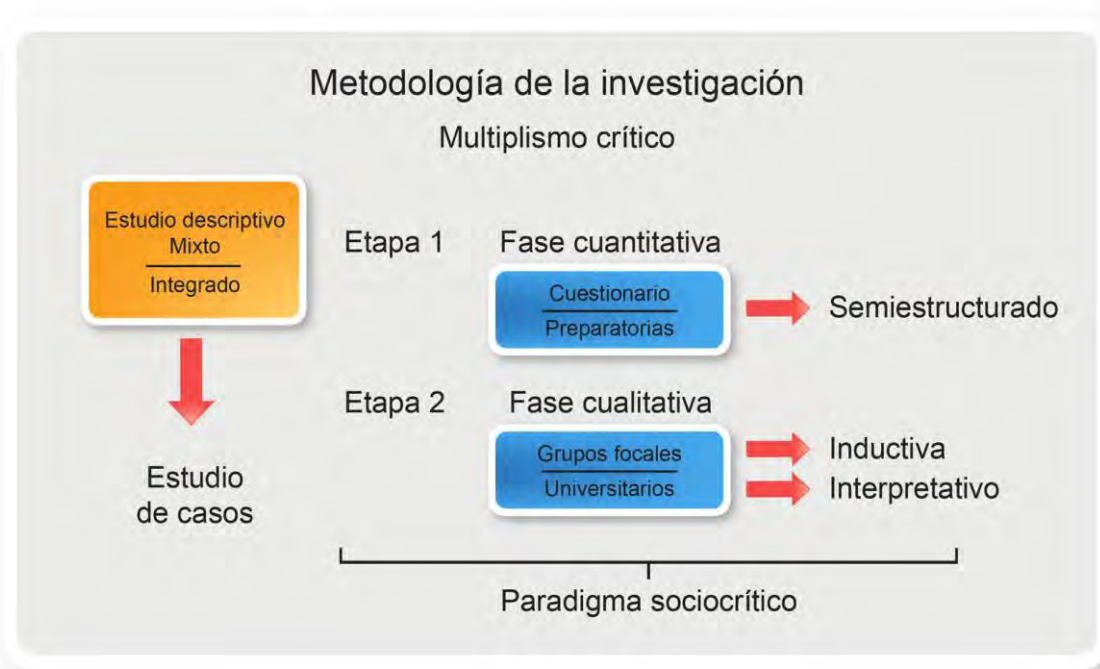 Metodología de la investigación
Multiplismo crítico
Estudio descriptivo
Mixto
Integrado
Estudio
de casos
Etapa 1
Fase cuantitativa
Cuestionario
Preparatorias
Semiestructurado
Etapa 2
Fase cualitativa
Grupos focales
Universitarios
Inductiva
Interpretativo
Paradigma sociocrítico